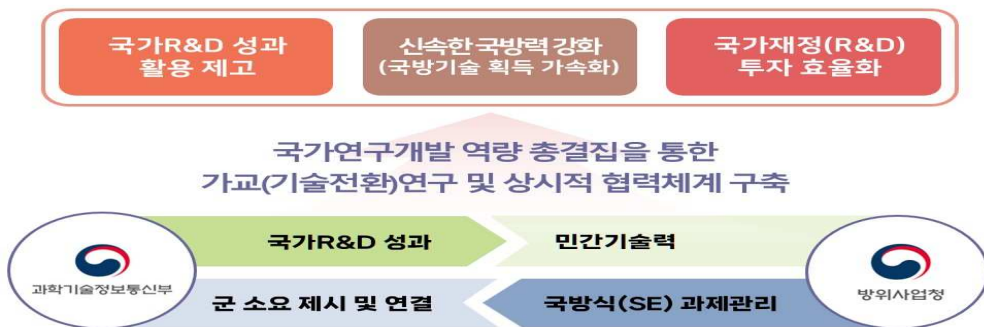 국가R&D 성과
활용 제고
신속한 국방력 강화
(국방기술 획득 가속화)
국가재정(R&D)
투자 효율화
국가연구개발 역량 총결집을 통한
가교(기술전환)연구 및 상시적 협력체계 구축
국가R&D 성과
민간기술력
과학기술정보통신부
방위사업청
군 소요 제시 및 연결
국방식(SE) 과제관리